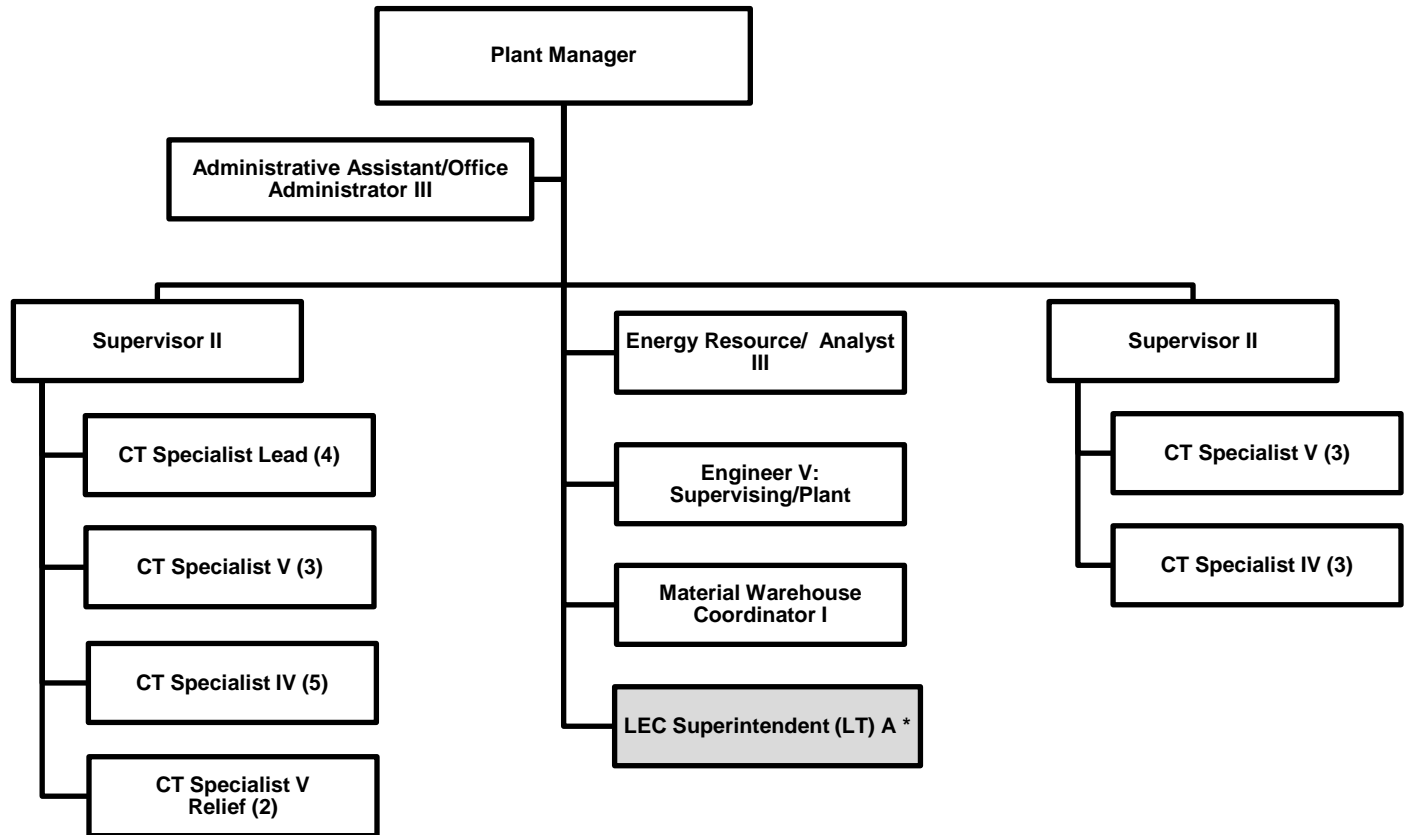 Plant Manager
Administrative Assistant/Office
Administrator III
Supervisor II
CT Specialist Lead (4)
CT Specialist V (3)
CT Specialist IV (5)
CT Specialist V
Relief (2)
Energy Resource/ Analyst
III
Engineer V:
Supervising/Plant
Material Warehouse
Coordinator I
LEC Superintendent (LT) A *
Supervisor II
CT Specialist V (3)
CT Specialist IV (3)